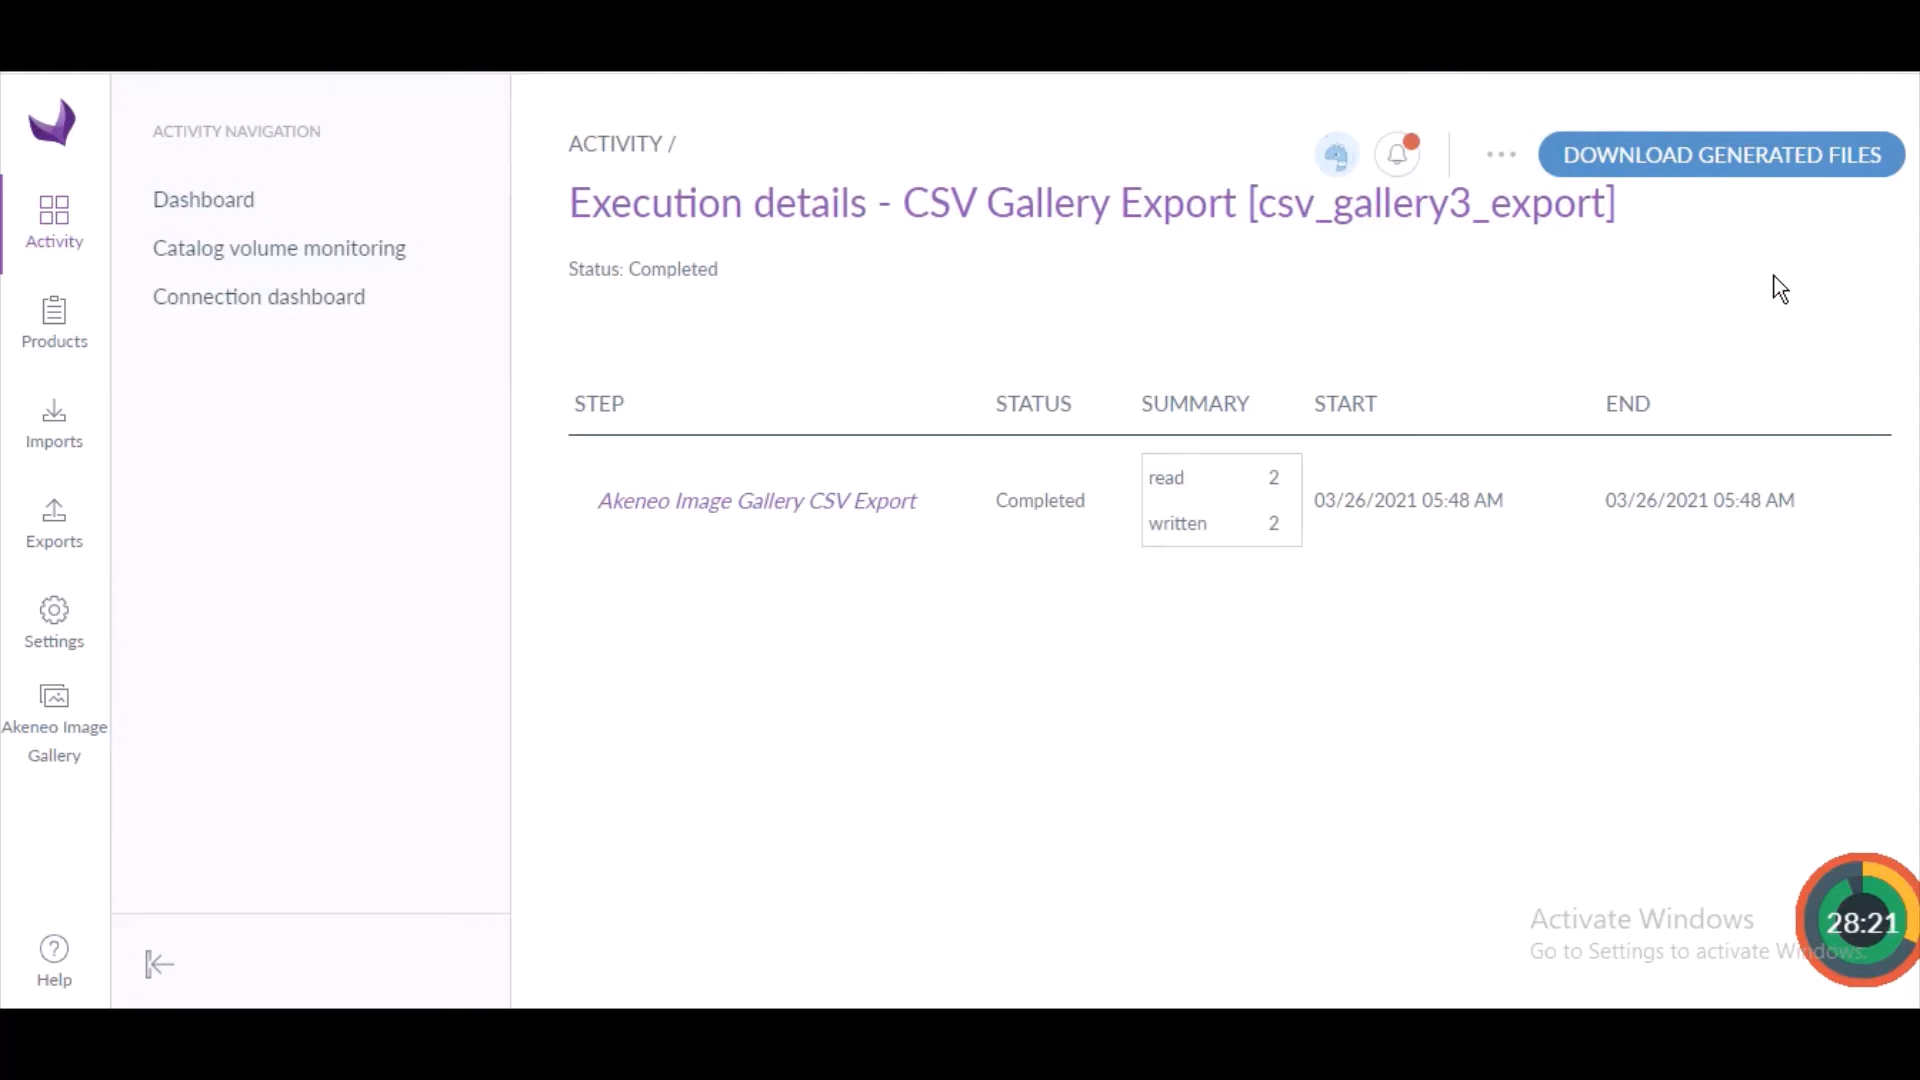 ACTIVITY NAVIGATION
Dashboard
Catalog volume monitoring
Connection dashboard
Activity
Products
Imports
Exports
Settings
Akeneo Image
Gallery
Help
ACTIVITY /
DOWNLOAD GENERATED FILES
Execution details - CSV Gallery Export [csv_gallery3_export]
Status: Completed
STEP STATUS SUMMARY START END
Akeneo Image Gallery CSV Export Completed read 2 03/26/2021 05:48 AM 03/26/2021 05:48 AM
written 2
Activate Windows
Go to Settings to activate Windows.
28:21